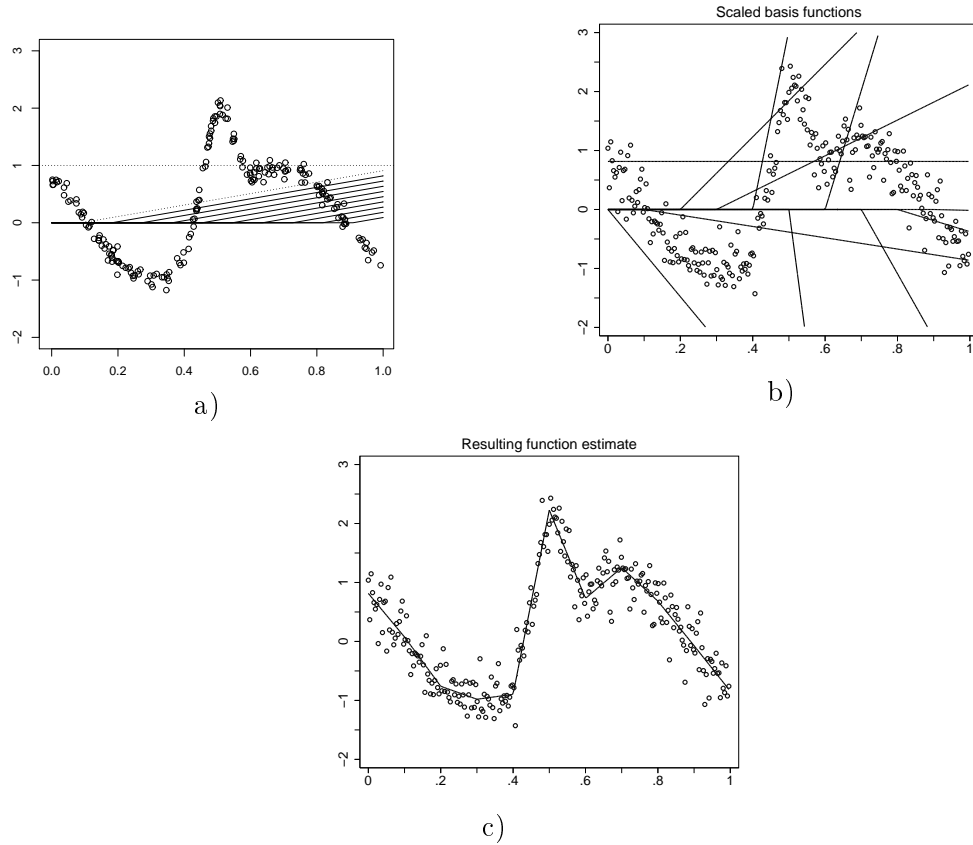 Scaled basis functions
3
2
1
0
−1
−2
0.0 0.2 0.4 0.6 0.8 1.0
a)
3
2
1
0
−1
−2
0 .2 .4 .6 .8 1
b)
Resulting function estimate
3
2
1
0
−1
−2
0 .2 .4 .6 .8 1
c)